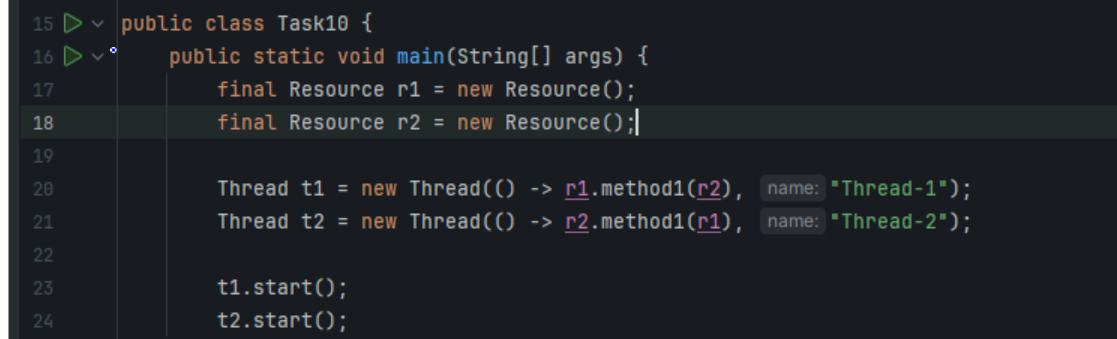 15 public class Task10 {
16 public static void main(String[] args) {
17 final Resource r1 = new Resource();
18 final Resource r2 = new Resource();
19
20 Thread t1 = new Thread(() -> r1.method1(r2), name: "Thread-1");
21 Thread t2 = new Thread(() -> r2.method1(r1), name: "Thread-2");
22
23 t1.start();
24 t2.start();